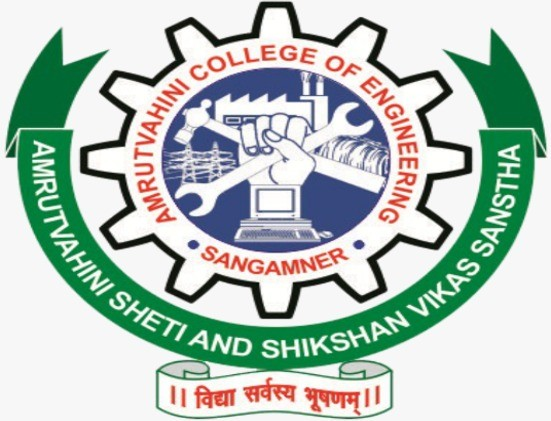 AMRUTVAHINI COLLEGE OF ENGINEERING
SANGAMNER
AMRUTVAHINI SHETI AND SHIKSHAN VIKAS SANSTHA
।। विद्या सर्वस्य भूषणम् ।।